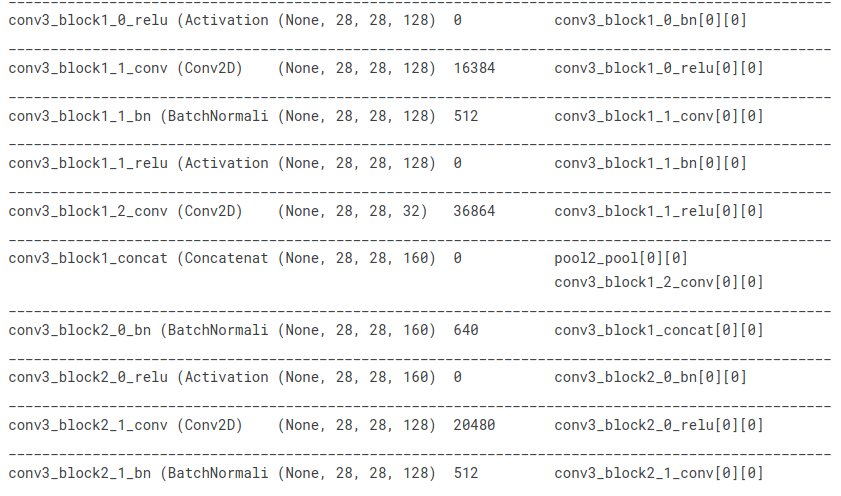 conv3_block1_0_relu (Activation (None, 28, 28, 128)  0           conv3_block1_0_bn[0][0]
conv3_block1_1_conv (Conv2D)    (None, 28, 28, 128)  16384       conv3_block1_0_relu[0][0]
conv3_block1_1_bn (BatchNormali (None, 28, 28, 128)  512         conv3_block1_1_conv[0][0]
conv3_block1_1_relu (Activation (None, 28, 28, 128)  0           conv3_block1_1_bn[0][0]
conv3_block1_2_conv (Conv2D)    (None, 28, 28, 32)   36864       conv3_block1_1_relu[0][0]
conv3_block1_concat (Concatenat (None, 28, 28, 160)  0           pool2_pool[0][0]
conv3_block1_2_conv[0][0]
conv3_block2_0_bn (BatchNormali (None, 28, 28, 160)  640         conv3_block1_concat[0][0]
conv3_block2_0_relu (Activation (None, 28, 28, 160)  0           conv3_block2_0_bn[0][0]
conv3_block2_1_conv (Conv2D)    (None, 28, 28, 128)  20480       conv3_block2_0_relu[0][0]
conv3_block2_1_bn (BatchNormali (None, 28, 28, 128)  512         conv3_block2_1_conv[0][0]